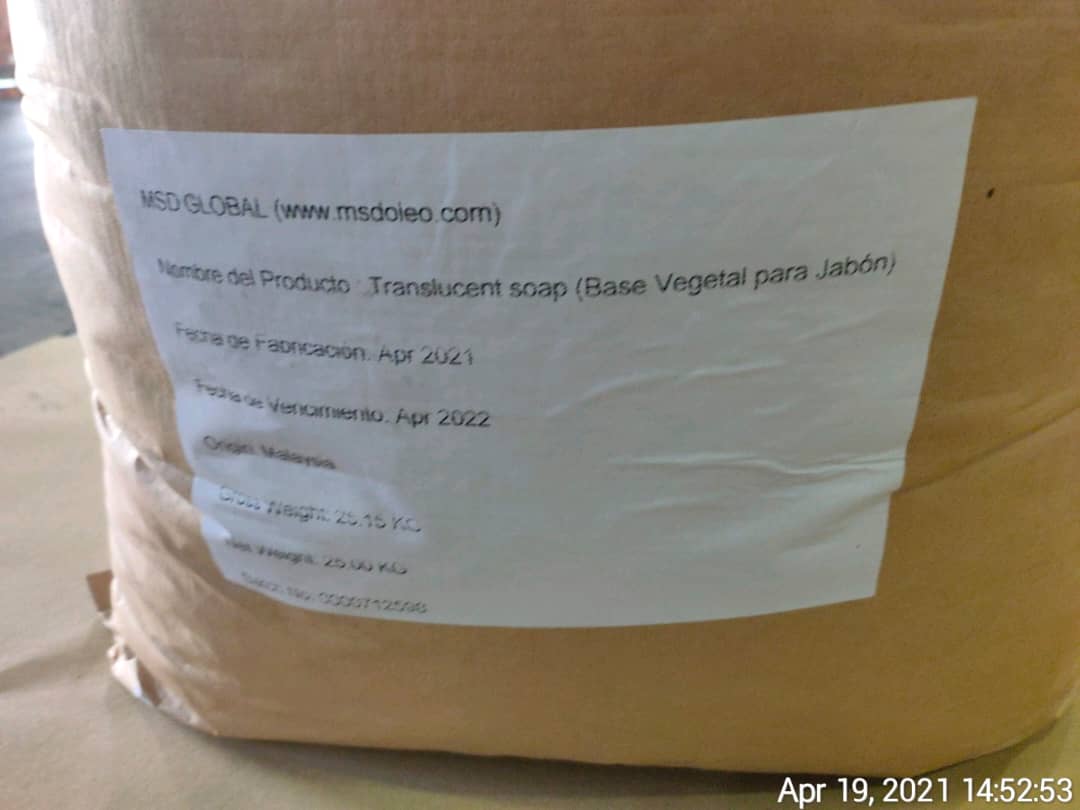 MSD GLOBAL (www.msdoleo.com)
Nombre del Producto : Translucent soap (Base Vegetal para Jabón)
Fecha de Fabricación: Apr 2021
Fecha de Vencimiento: Apr 2022
Origin: Malaysia
Gross Weight: 25.15 KG
Net Weight: 25.00 KG
Batch No:
Apr 19, 2021 14:52:53